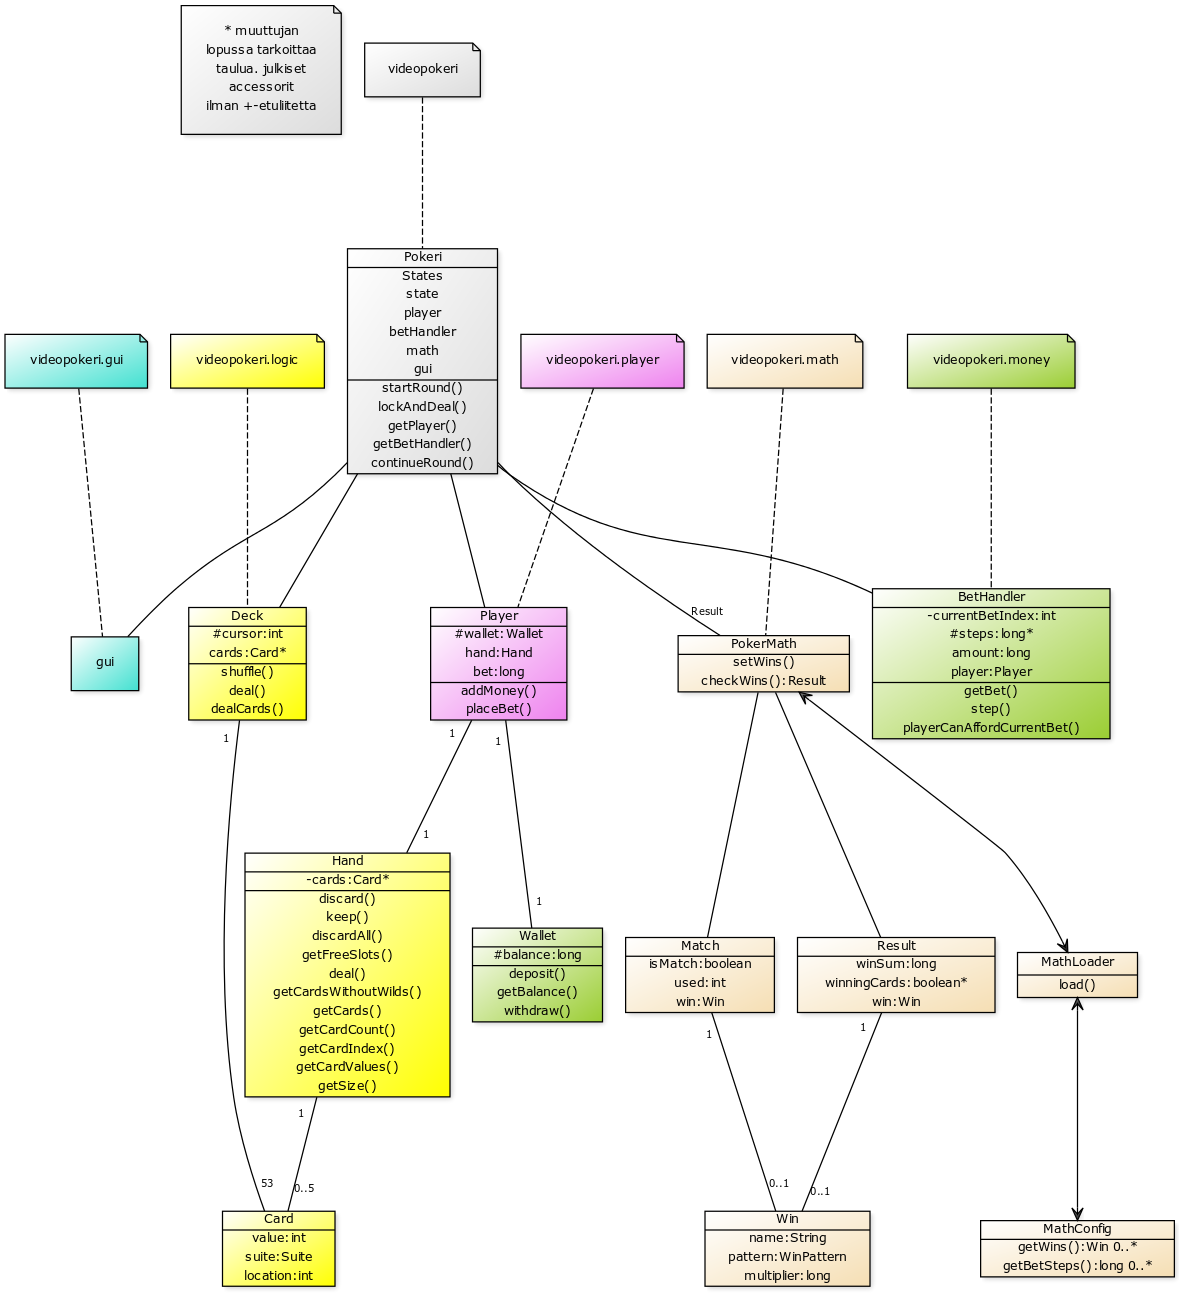 * muuttujan
lopussa tarkoittaa
taulua. julkiset
accessorit
ilman +-etuliitetta
videopokeri
Pokeri
States
state
player
betHandler
math
gui
startRound()
lockAndDeal()
getPlayer()
getBetHandler()
continueRound()
videopokeri.gui
videopokeri.logic
videopokeri.player
videopokeri.math
videopokeri.money
gui
Deck
#cursor:int
cards:Card*
shuffle()
deal()
dealCards()
Player
#wallet:Wallet
hand:Hand
bet:long
addMoney()
placeBet()
Result
PokerMath
setWins()
checkWins():Result
BetHandler
-currentBetIndex:int
#steps:long*
amount:long
player:Player
getBet()
step()
playerCanAffordCurrentBet()
1
1
1
1
1
Hand
-cards:Card*
discard()
keep()
discardAll()
getFreeSlots()
deal()
getCardsWithoutWilds()
getCards()
getCardCount()
getCardIndex()
getCardValues()
getSize()
Wallet
#balance:long
deposit()
getBalance()
withdraw()
Match
isMatch:boolean
used:int
win:Win
Result
winSum:long
winningCards:boolean*
win:Win
MathLoader
load()
1
1
1
53
0..5
0..1
0..1
Card
value:int
suite:Suite
location:int
Win
name:String
pattern:WinPattern
multiplier:long
MathConfig
getWins():Win 0..*
getBetSteps():long 0..*